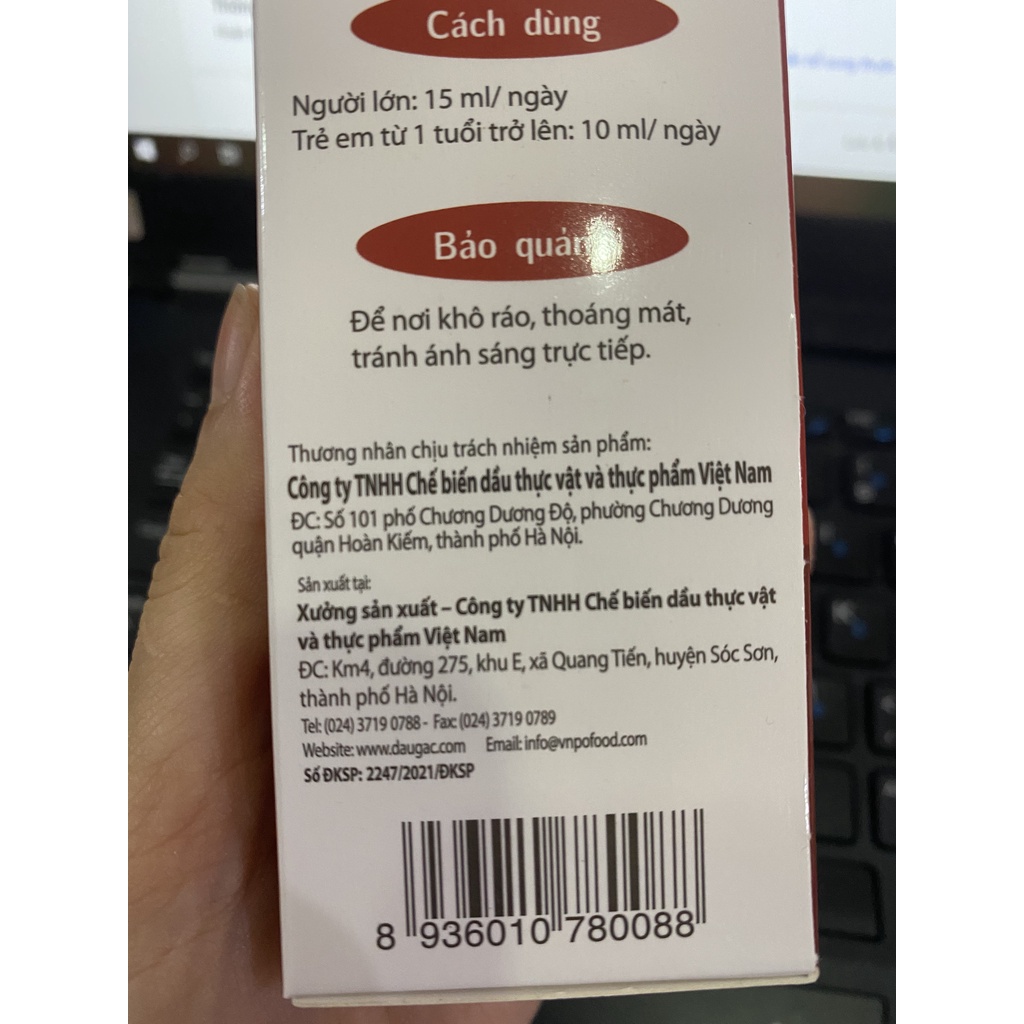 Cách dùng
Người lớn: 15 ml/ ngày
Trẻ em từ 1 tuổi trở lên: 10 ml/ ngày
Bảo quản
Để nơi khô ráo, thoáng mát,
tránh ánh sáng trực tiếp.
Thương nhân chịu trách nhiệm sản phẩm:
Công ty TNHH Chế biến dầu thực vật và thực phẩm Việt Nam
ĐC: Số 101 phố Chương Dương Độ, phường Chương Dương
quận Hoàn Kiếm, thành phố Hà Nội.
Sản xuất tại:
Xưởng sản xuất – Công ty TNHH Chế biến dầu thực vật
và thực phẩm Việt Nam
ĐC: Km4, đường 275, khu E, xã Quang Tiến, huyện Sóc Sơn,
thành phố Hà Nội.
Tel: (024) 3719 0788 - Fax: (024) 3719 0789
Website: www.daugac.com Email: info@vnpofood.com
Số ĐKSP: 2247/2021/ĐKSP
8 936010 780088